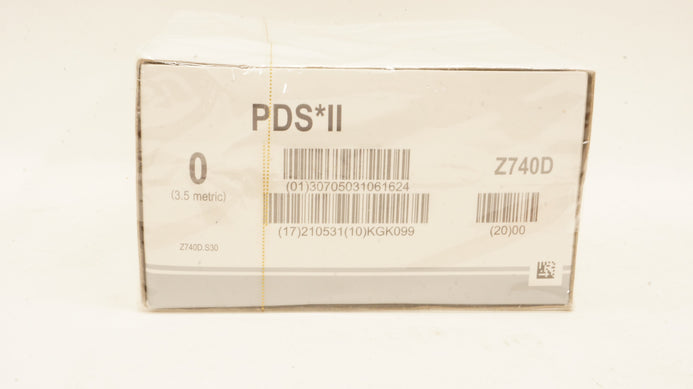 PDS*II
0
(3.5 metric)
Z740D
(01)30705031061624
(17)210531(10)KGK099
(20)00
Z740D.S30